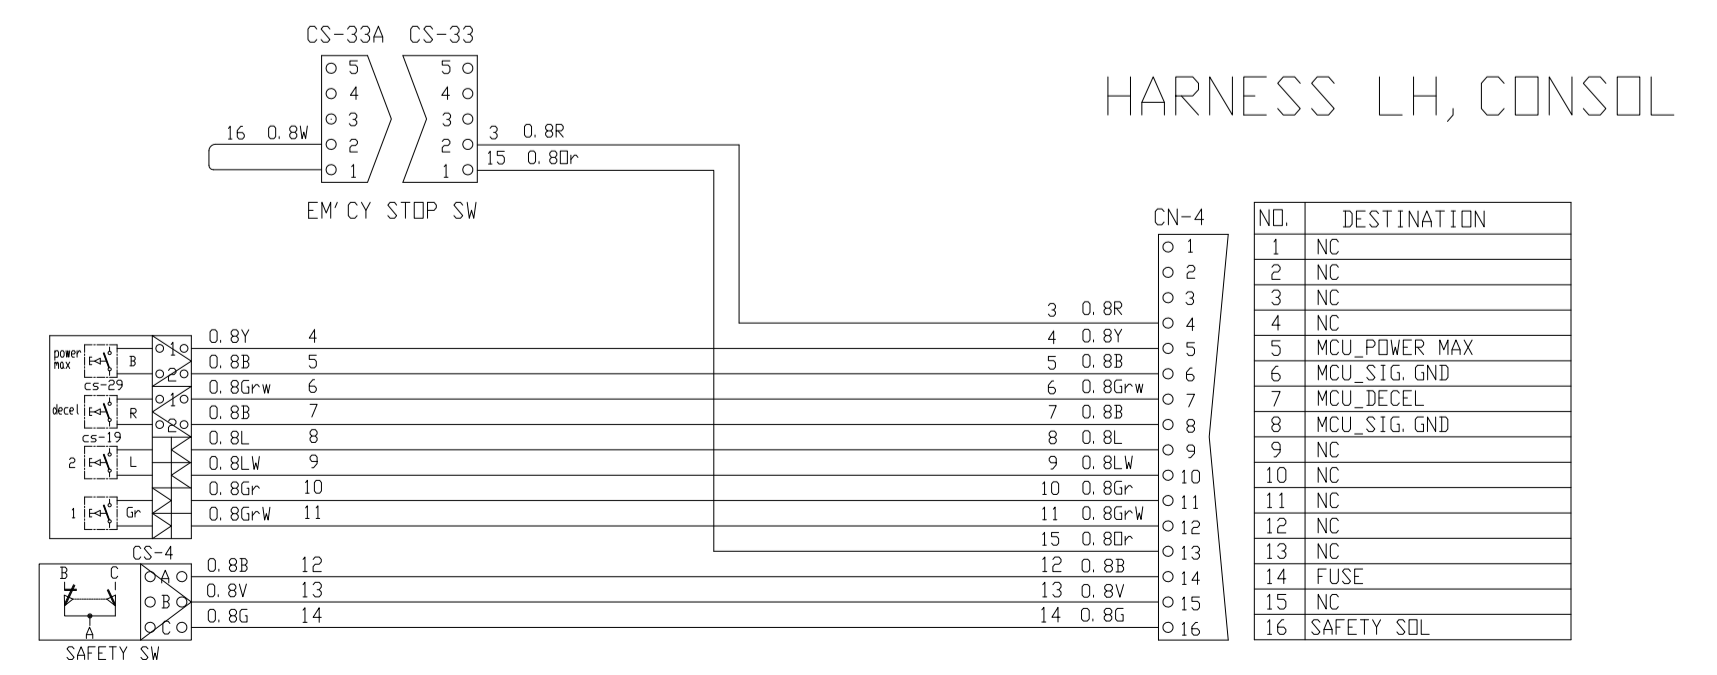 CS-33A CS-33
HARNESS LH, CONSOL
5 5
4 4
3 3
16 0.8W 2 2 3 0.8R
1 1 15 0.8Or
EM'CY STOP SW
CN-4
NO. DESTINATION
1 1 NC
2 2 NC
3 3 NC
3 0.8R 4 4 NC
0.8Y 4 4 0.8Y 5 5 MCU_POWER MAX
power max B 1
0.8B 5 5 0.8B 6 6 MCU_SIG.GND
2
cs-29
0.8Grw 6 6 0.8Grw 7 7 MCU_DECEL
decel R 1
0.8B 7 7 0.8B 8 8 MCU_SIG.GND
2
cs-19
0.8L 8 8 0.8L 9 9 NC
2 L
0.8LW 9 9 0.8LW 10 10 NC
0.8Gr 10 10 0.8Gr 11 11 NC
1 Gr
0.8GrW 11 11 0.8GrW 12 12 NC
15 0.8Or 13 13 NC
CS-4
B C A 0.8B 12 12 0.8B 14 14 FUSE
B 0.8V 13 13 0.8V 15 15 NC
A C 0.8G 14 14 0.8G 16 16 SAFETY SOL
SAFETY SW